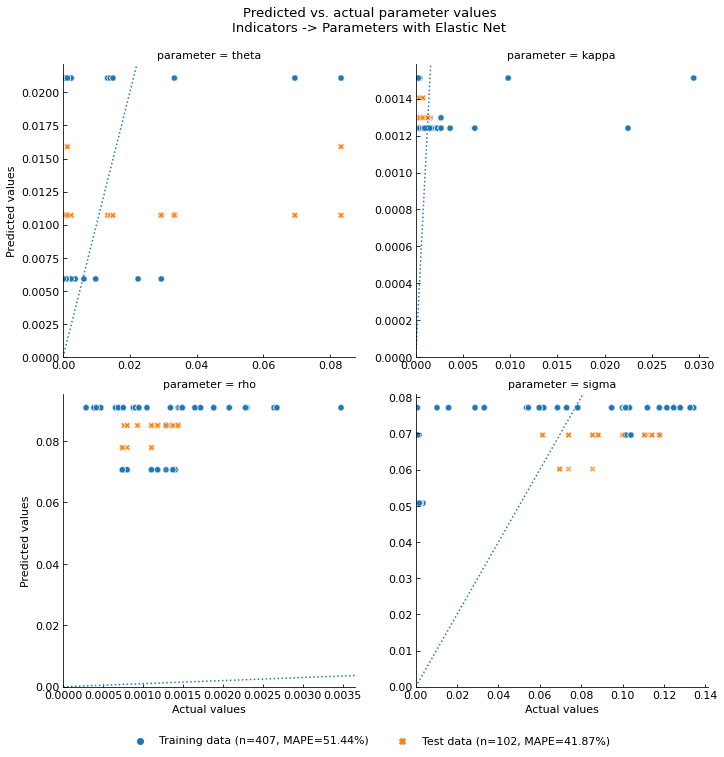 Predicted vs. actual parameter values
Indicators -> Parameters with Elastic Net
parameter = theta
0.0200
0.0175
0.0150
0.0125
0.0100
0.0075
0.0050
0.0025
0.0000
Predicted values
0.00 0.02 0.04 0.06 0.08
parameter = kappa
0.0014
0.0012
0.0010
0.0008
0.0006
0.0004
0.0002
0.0000
0.000 0.005 0.010 0.015 0.020 0.025 0.030
parameter = rho
0.08
0.06
0.04
0.02
0.00
Predicted values
0.0000 0.0005 0.0010 0.0015 0.0020 0.0025 0.0030 0.0035
Actual values
parameter = sigma
0.08
0.07
0.06
0.05
0.04
0.03
0.02
0.01
0.00
0.00 0.02 0.04 0.06 0.08 0.10 0.12 0.14
Actual values
Training data (n=407, MAPE=51.44%) Test data (n=102, MAPE=41.87%)